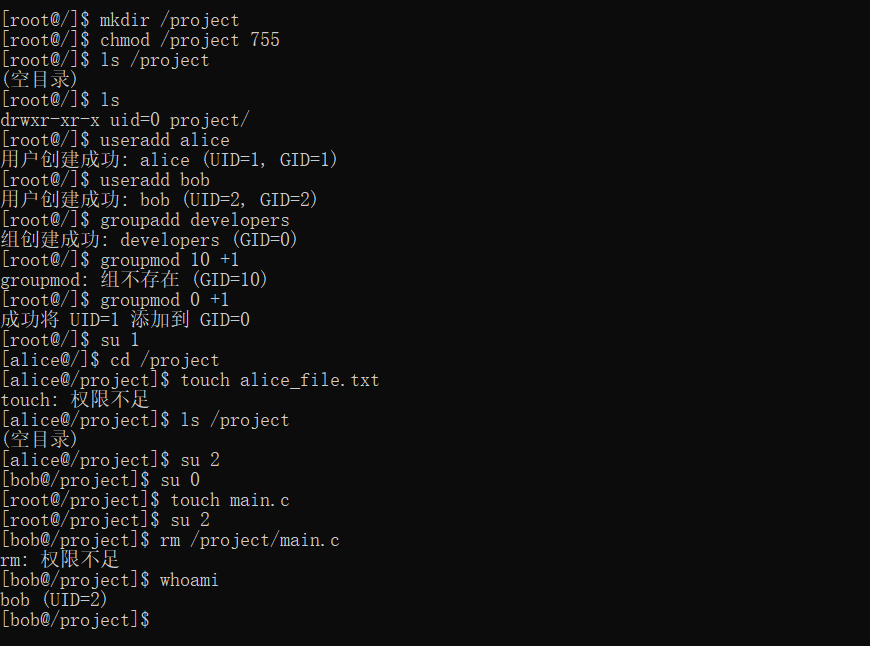 [root@/]$ mkdir /project
[root@/]$ chmod /project 755
[root@/]$ ls /project
(空目录)
[root@/]$ ls
drwxr-xr-x uid=0 project/
[root@/]$ useradd alice
用户创建成功: alice (UID=1, GID=1)
[root@/]$ useradd bob
用户创建成功: bob (UID=2, GID=2)
[root@/]$ groupadd developers
组创建成功: developers (GID=0)
[root@/]$ groupmod 10 +1
groupmod: 组不存在 (GID=10)
[root@/]$ groupmod 0 +1
成功将 UID=1 添加到 GID=0
[root@/]$ su 1
[alice@/]$ cd /project
[alice@/project]$ touch alice_file.txt
touch: 权限不足
[alice@/project]$ ls /project
(空目录)
[alice@/project]$ su 2
[bob@/project]$ su 0
[root@/project]$ touch main.c
[root@/project]$ su 2
[bob@/project]$ rm /project/main.c
rm: 权限不足
[bob@/project]$ whoami
bob (UID=2)
[bob@/project]$